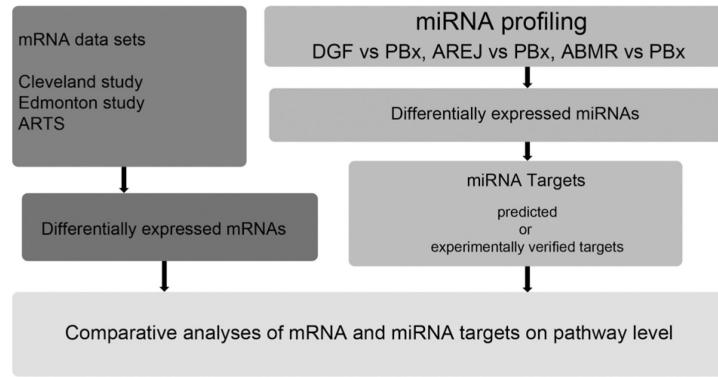 mRNA data sets
Cleveland study
Edmonton study
ARTS
Differentially expressed mRNAs
miRNA profiling
DGF vs PBx, AREJ vs PBx, ABMR vs PBx
Differentially expressed miRNAs
miRNA Targets
predicted
or
experimentally verified targets
Comparative analyses of mRNA and miRNA targets on pathway level